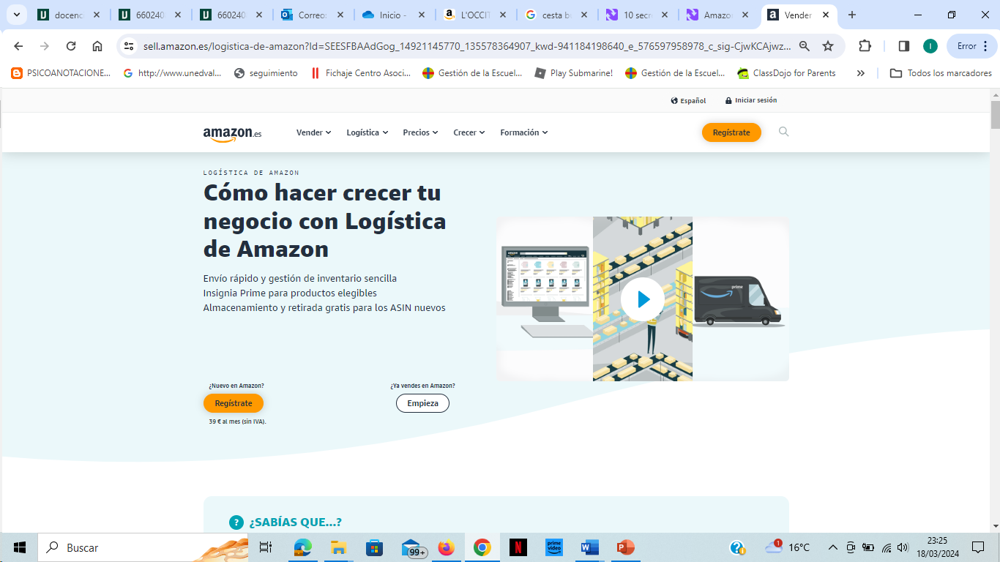 docenc
660240
660240
Correo:
Inicio -
L'OCCIT
cesta b
10 secr
Amazo
Vender
sell.amazon.es/logistica-de-amazon?ld=SEESFBAAdGog_14921145770_135578364907_kwd-941184198640_e_576597958978_c_sig-CjwKCAjwz...
Error
PSICOANOTACIONE...
http://www.unedval...
seguimiento
Fichaje Centro Asoci...
Gestión de la Escuel...
Play Submarine!
Gestión de la Escuel...
ClassDojo for Parents
Todos los marcadores
Español
Iniciar sesión
amazon.es
Vender
Logística
Precios
Crecer
Formación
Regístrate
LOGÍSTICA DE AMAZON
Cómo hacer crecer tu
negocio con Logística
de Amazon
Envío rápido y gestión de inventario sencilla
Insignia Prime para productos elegibles
Almacenamiento y retirada gratis para los ASIN nuevos
prime
¿Nuevo en Amazon?
Regístrate
39 € al mes (sin IVA).
¿Ya vendes en Amazon?
Empieza
¿SABÍAS QUE...?
Buscar
99+
prime video
1
16°C
23:25
18/03/2024